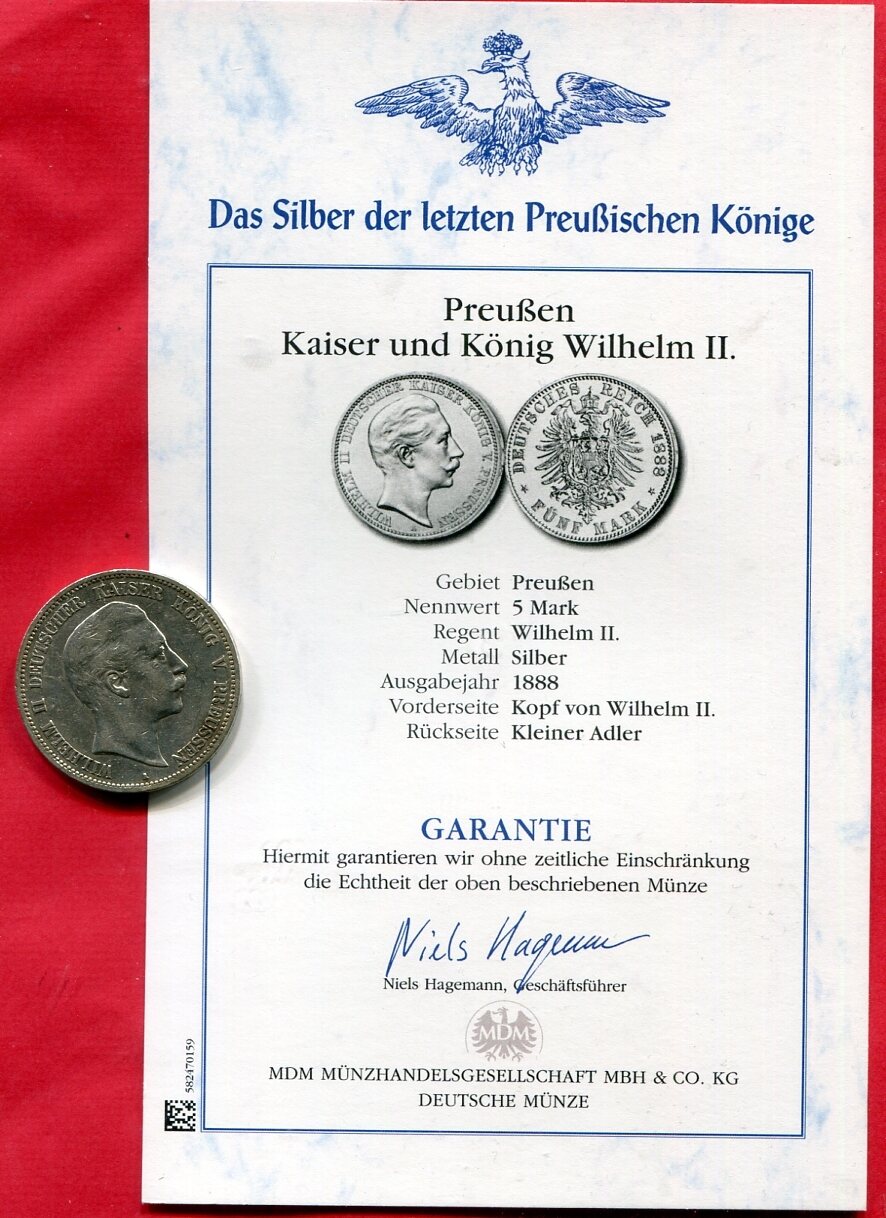 Das Silber der letzten Preußischen Könige
Preußen
Kaiser und König Wilhelm II.
WILHELM II DEUTSCHER KAISER KÖNIG V. PREUSSEN
A
DEUTSCHES REICH 1888
* FÜNF MARK *
WILHELM II DEUTSCHER KAISER KÖNIG V. PREUSSEN
A
Gebiet Preußen
Nennwert 5 Mark
Regent Wilhelm II.
Metall Silber
Ausgabejahr 1888
Vorderseite Kopf von Wilhelm II.
Rückseite Kleiner Adler
GARANTIE
Hiermit garantieren wir ohne zeitliche Einschränkung
die Echtheit der oben beschriebenen Münze
Niels Hagemann
Niels Hagemann, Geschäftsführer
MDM
MDM MÜNZHANDELSGESELLSCHAFT MBH & CO. KG
DEUTSCHE MÜNZE
582470159